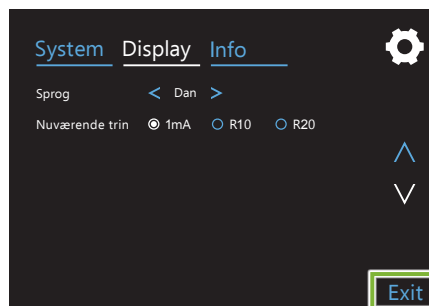 System Display Info
Sprog < Dan >
Nuværende trin 1mA R10 R20
Exit